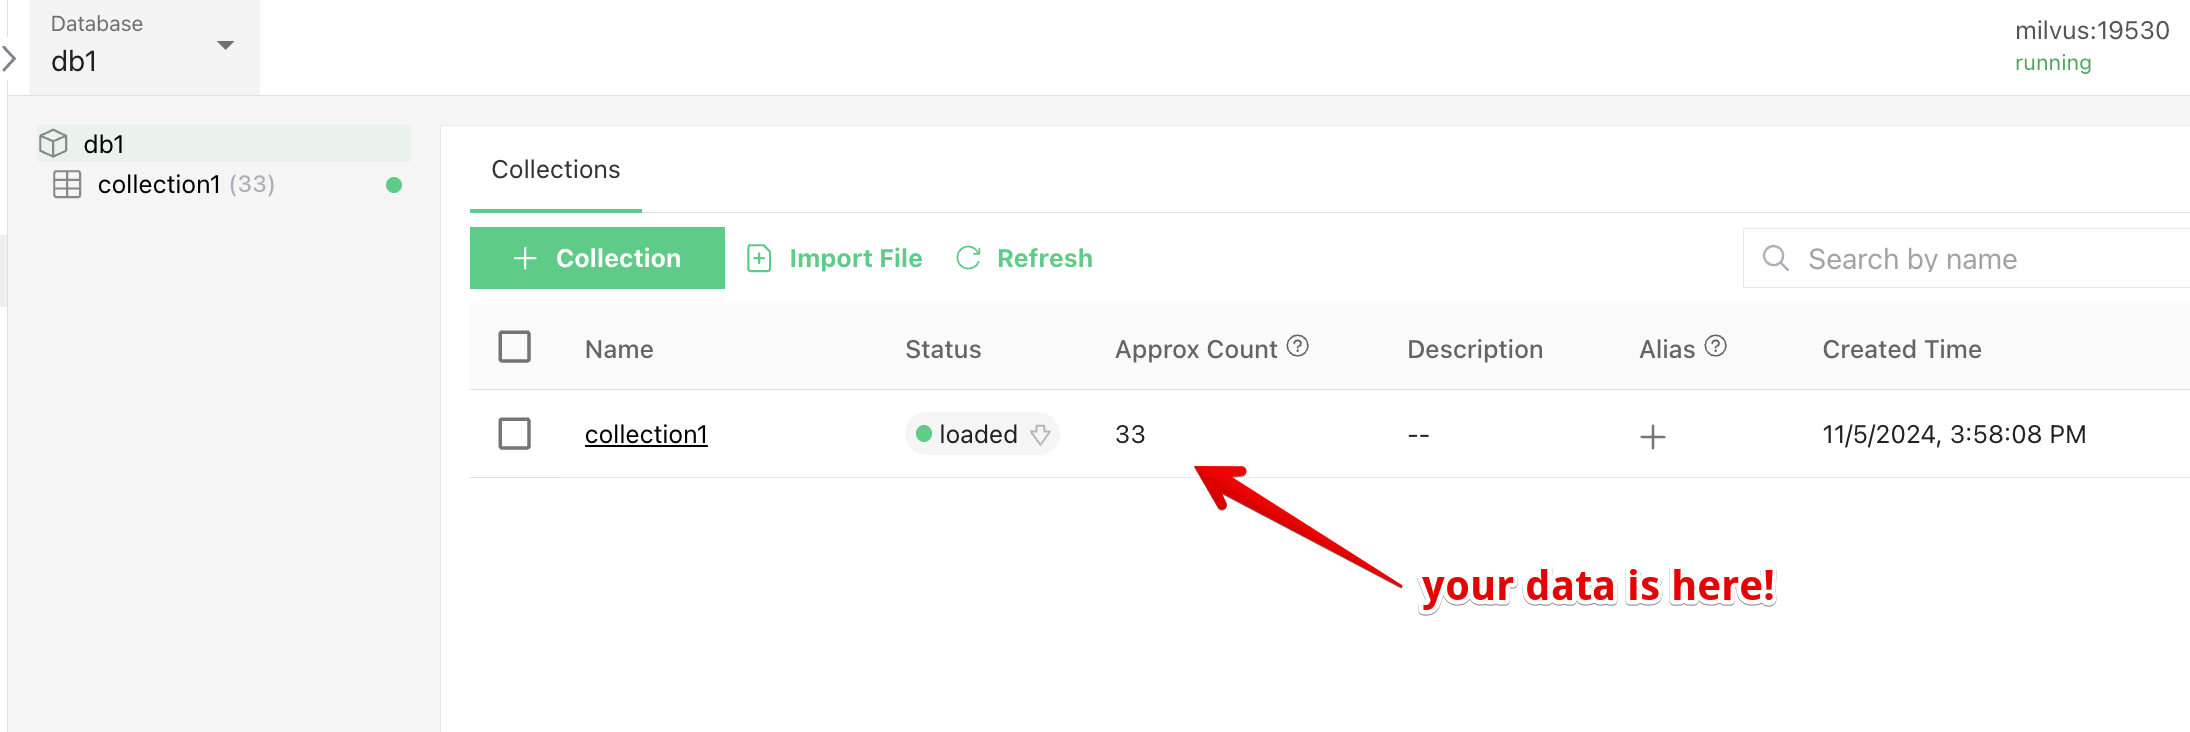 Database
db1
milvus:19530
running
db1
collection1 (33)
Collections
+ Collection
Import File
Refresh
Search by name
Name Status Approx Count Description Alias Created Time
collection1 loaded 33 -- + 11/5/2024, 3:58:08 PM
your data is here!